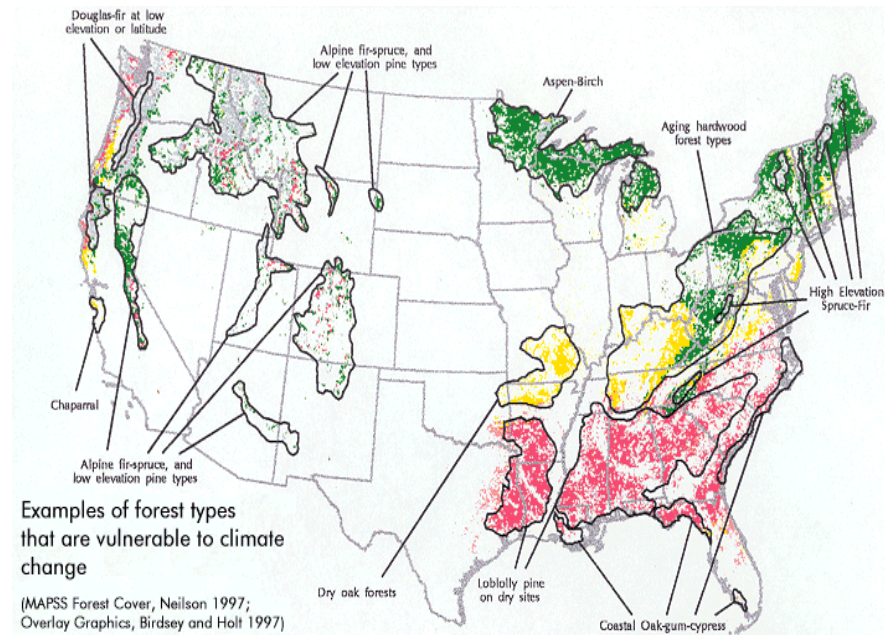 Douglas-fir at low
elevation or latitude
Alpine fir-spruce, and
low elevation pine types
Aspen-Birch
Aging hardwood
forest types
High Elevation
Spruce-Fir
Chaparral
Alpine fir-spruce, and
low elevation pine types
Examples of forest types
that are vulnerable to climate
change
(MAPSS Forest Cover, Neilson 1997;
Overlay Graphics, Birdsey and Holt 1997)
Dry oak forests
Loblolly pine
on dry sites
Coastal Oak-gum-cypress